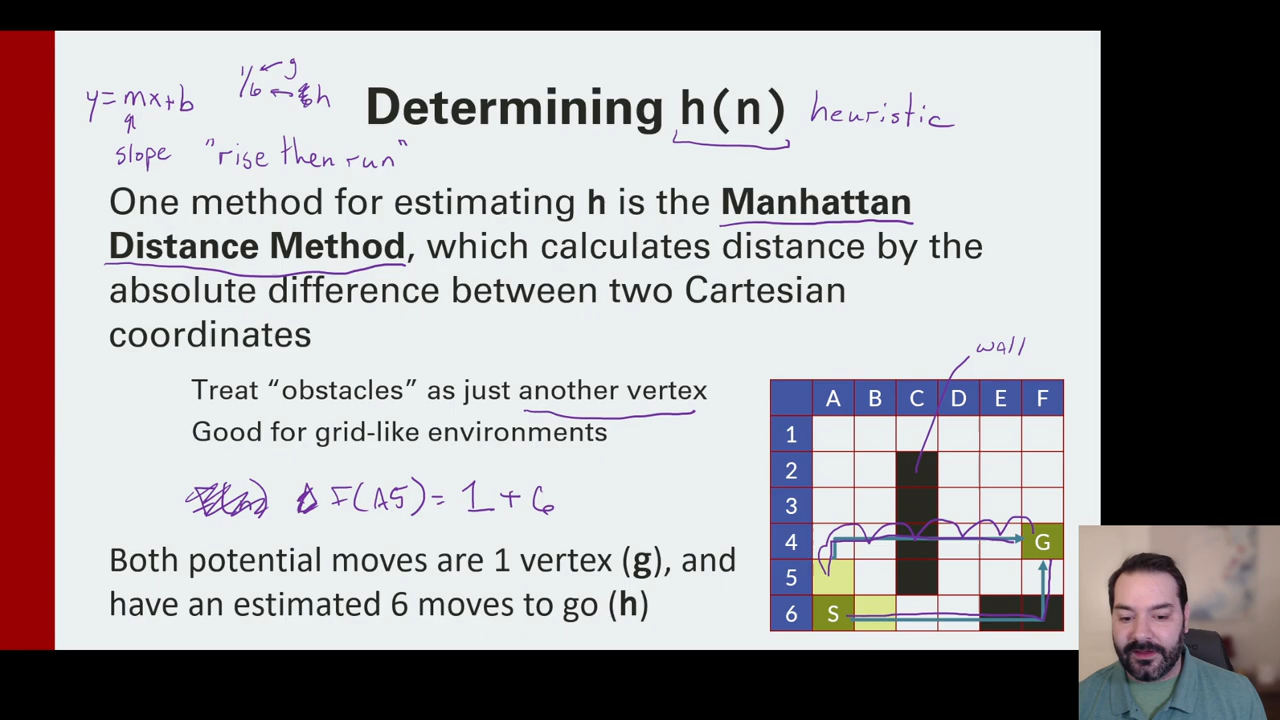 1/6 g
h
y=mx+b
Determining h(n) heuristic
slope "rise then run"
One method for estimating h is the Manhattan
Distance Method, which calculates distance by the
absolute difference between two Cartesian
coordinates
wall
Treat “obstacles” as just another vertex
Good for grid-like environments
F(A5)=1+6
Both potential moves are 1 vertex (g), and
have an estimated 6 moves to go (h)
A B C D E F
1
2
3
4 G
5
6 S